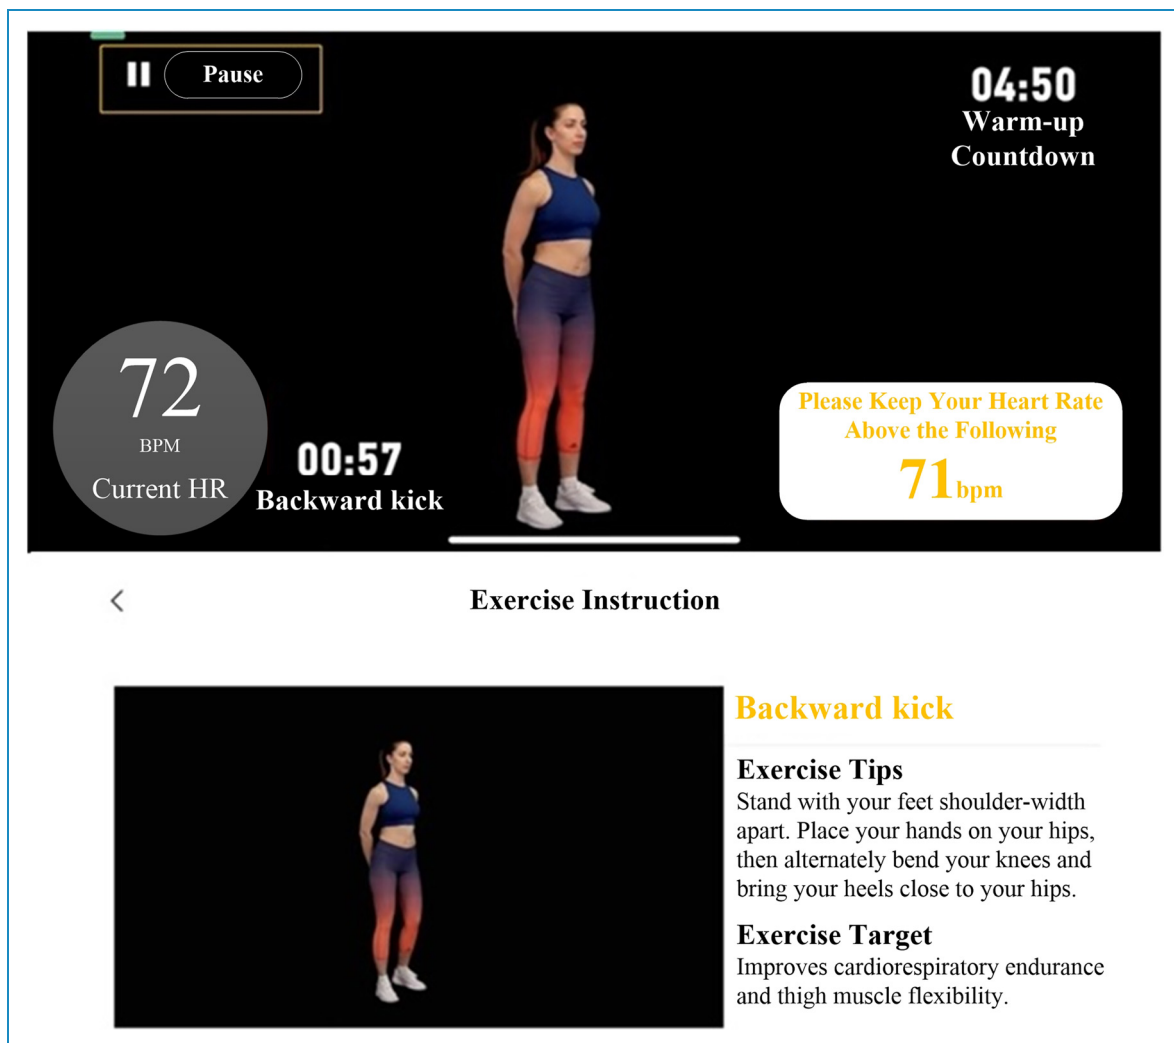 Pause
04:50
Warm-up
Countdown
72
BPM
Current HR
00:57
Backward kick
Please Keep Your Heart Rate
Above the Following
71bpm
Exercise Instruction
Backward kick
Exercise Tips
Stand with your feet shoulder-width
apart. Place your hands on your hips,
then alternately bend your knees and
bring your heels close to your hips.
Exercise Target
Improves cardiorespiratory endurance
and thigh muscle flexibility.